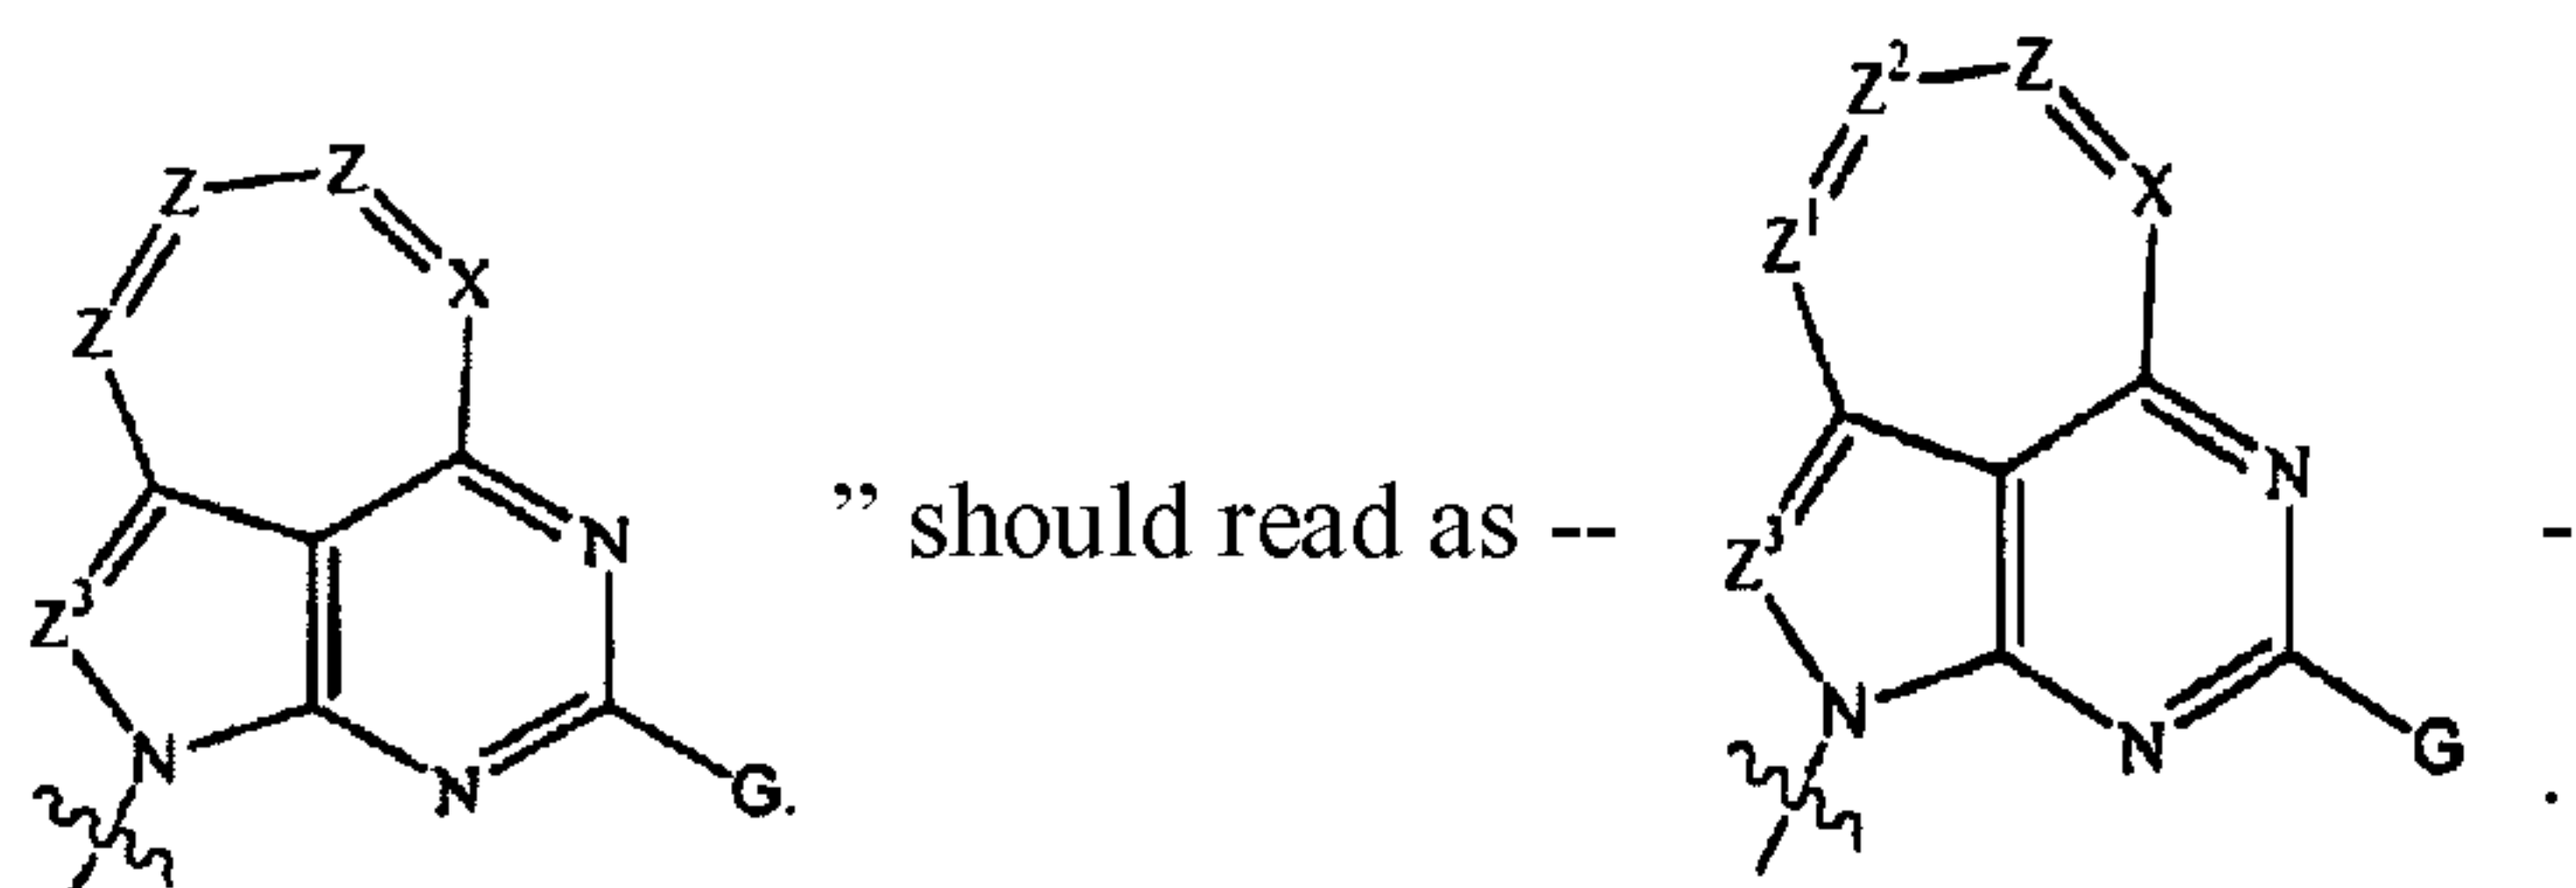 Z Z
Z X
N
Z³
N N G.
” should read as --
Z² Z
Z¹ X
N
Z³
N N G
-
.